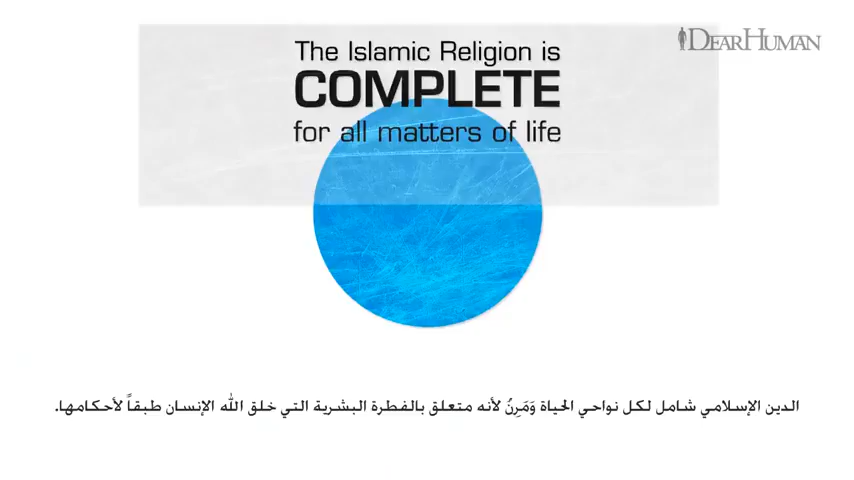 The Islamic Religion is
COMPLETE
for all matters of life
DEARHUMAN
الدين الإسلامي شامل لكل نواحي الحياة وَمَرِنُ لأنه متعلق بالفطرة البشرية التي خلق الله الإنسان طبقاً لأحكامها.